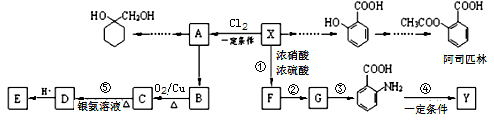 HO CH₂OH
A Cl₂ 一定条件 X
COOH HO
COOH CH₃COO 阿司匹林
① 浓硝酸 浓硫酸
E H⁺ D ⑤ 银氨溶液 △ C O₂/Cu △ B
F ② G ③ COOH NH₂ ④ 一定条件 Y